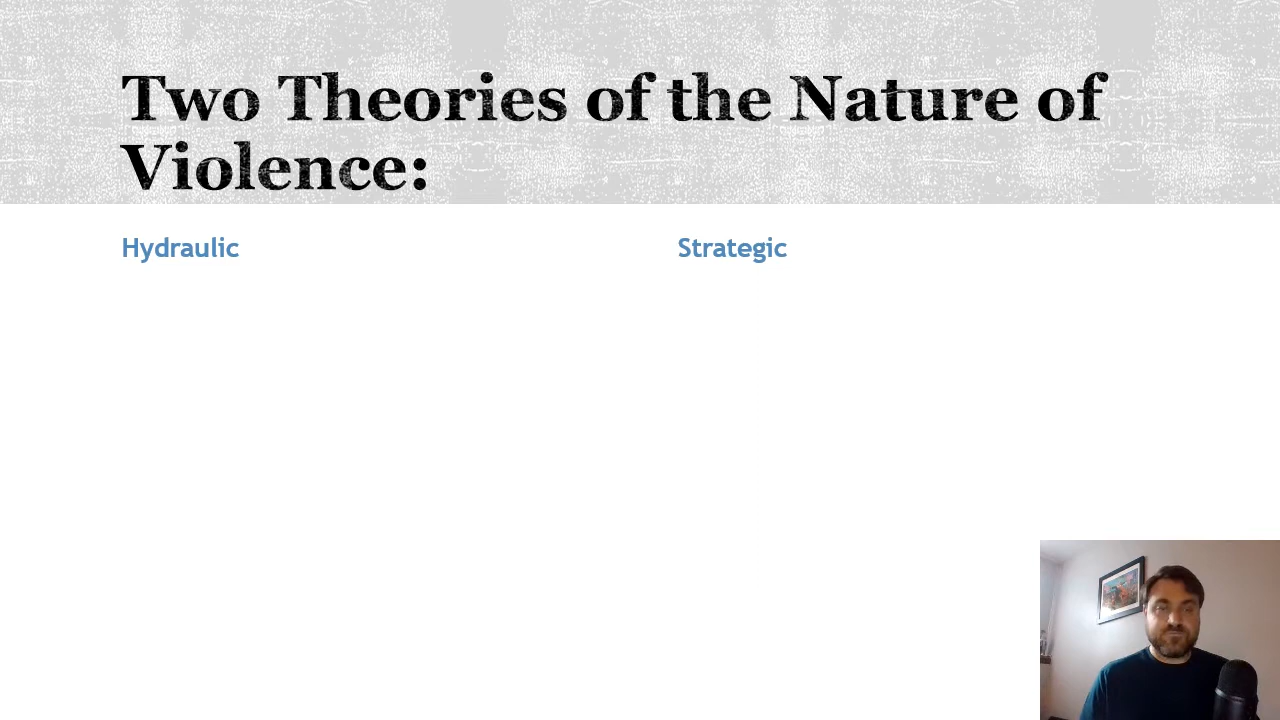 Two Theories of the Nature of
Violence:
Hydraulic
Strategic